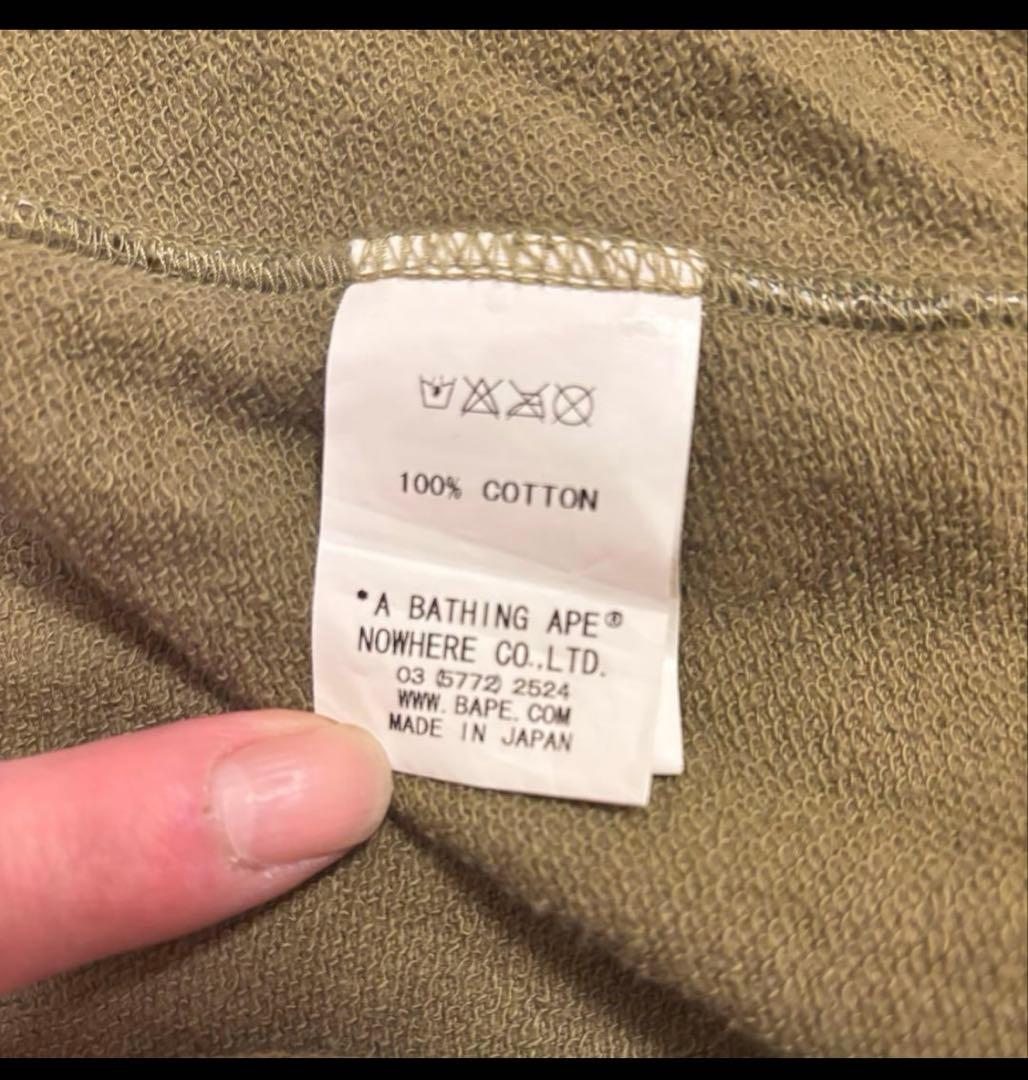 100% COTTON
•A BATHING APE®
NOWHERE CO.,LTD.
03 (5772) 2524
WWW. BAPE. COM
MADE IN JAPAN